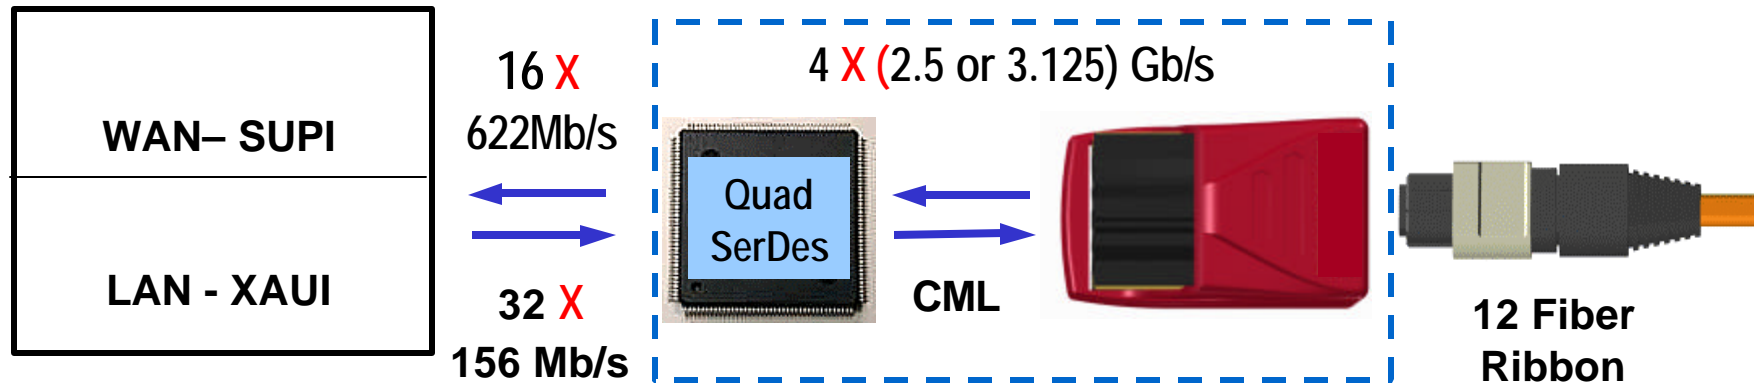 WAN– SUPI
LAN - XAUI
16 X
622Mb/s
32 X
156 Mb/s
4 X (2.5 or 3.125) Gb/s
Quad
SerDes
CML
12 Fiber
Ribbon